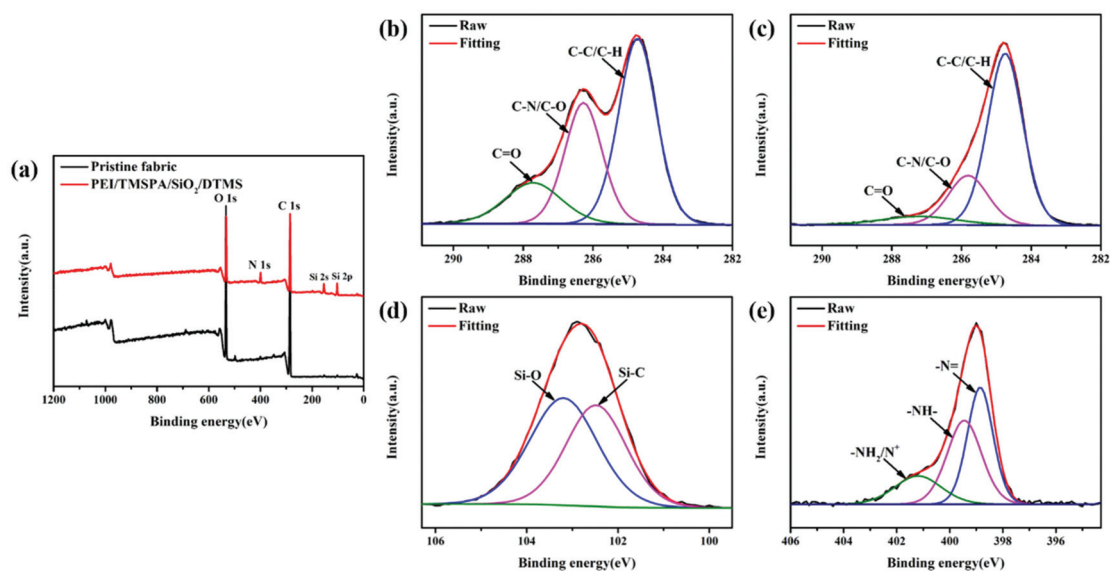 (a)
Pristine fabric
PEI/TMSPA/SiO₂/DTMS
O 1s
C 1s
N 1s
Si 2s Si 2p
Intensity(a.u.)
1200 1000 800 600 400 200 0
Binding energy(eV)
(b)
Raw
Fitting
C-C/C-H
C-N/C-O
C=O
Intensity(a.u.)
290 288 286 284 282
Binding energy(eV)
(c)
Raw
Fitting
C-C/C-H
C-N/C-O
C=O
Intensity(a.u.)
290 288 286 284 282
Binding energy(eV)
(d)
Raw
Fitting
Si-O
Si-C
Intensity(a.u.)
106 104 102 100
Binding energy(eV)
(e)
Raw
Fitting
-N=
-NH-
-NH₂/N⁺
Intensity(a.u.)
406 404 402 400 398 396
Binding energy(eV)